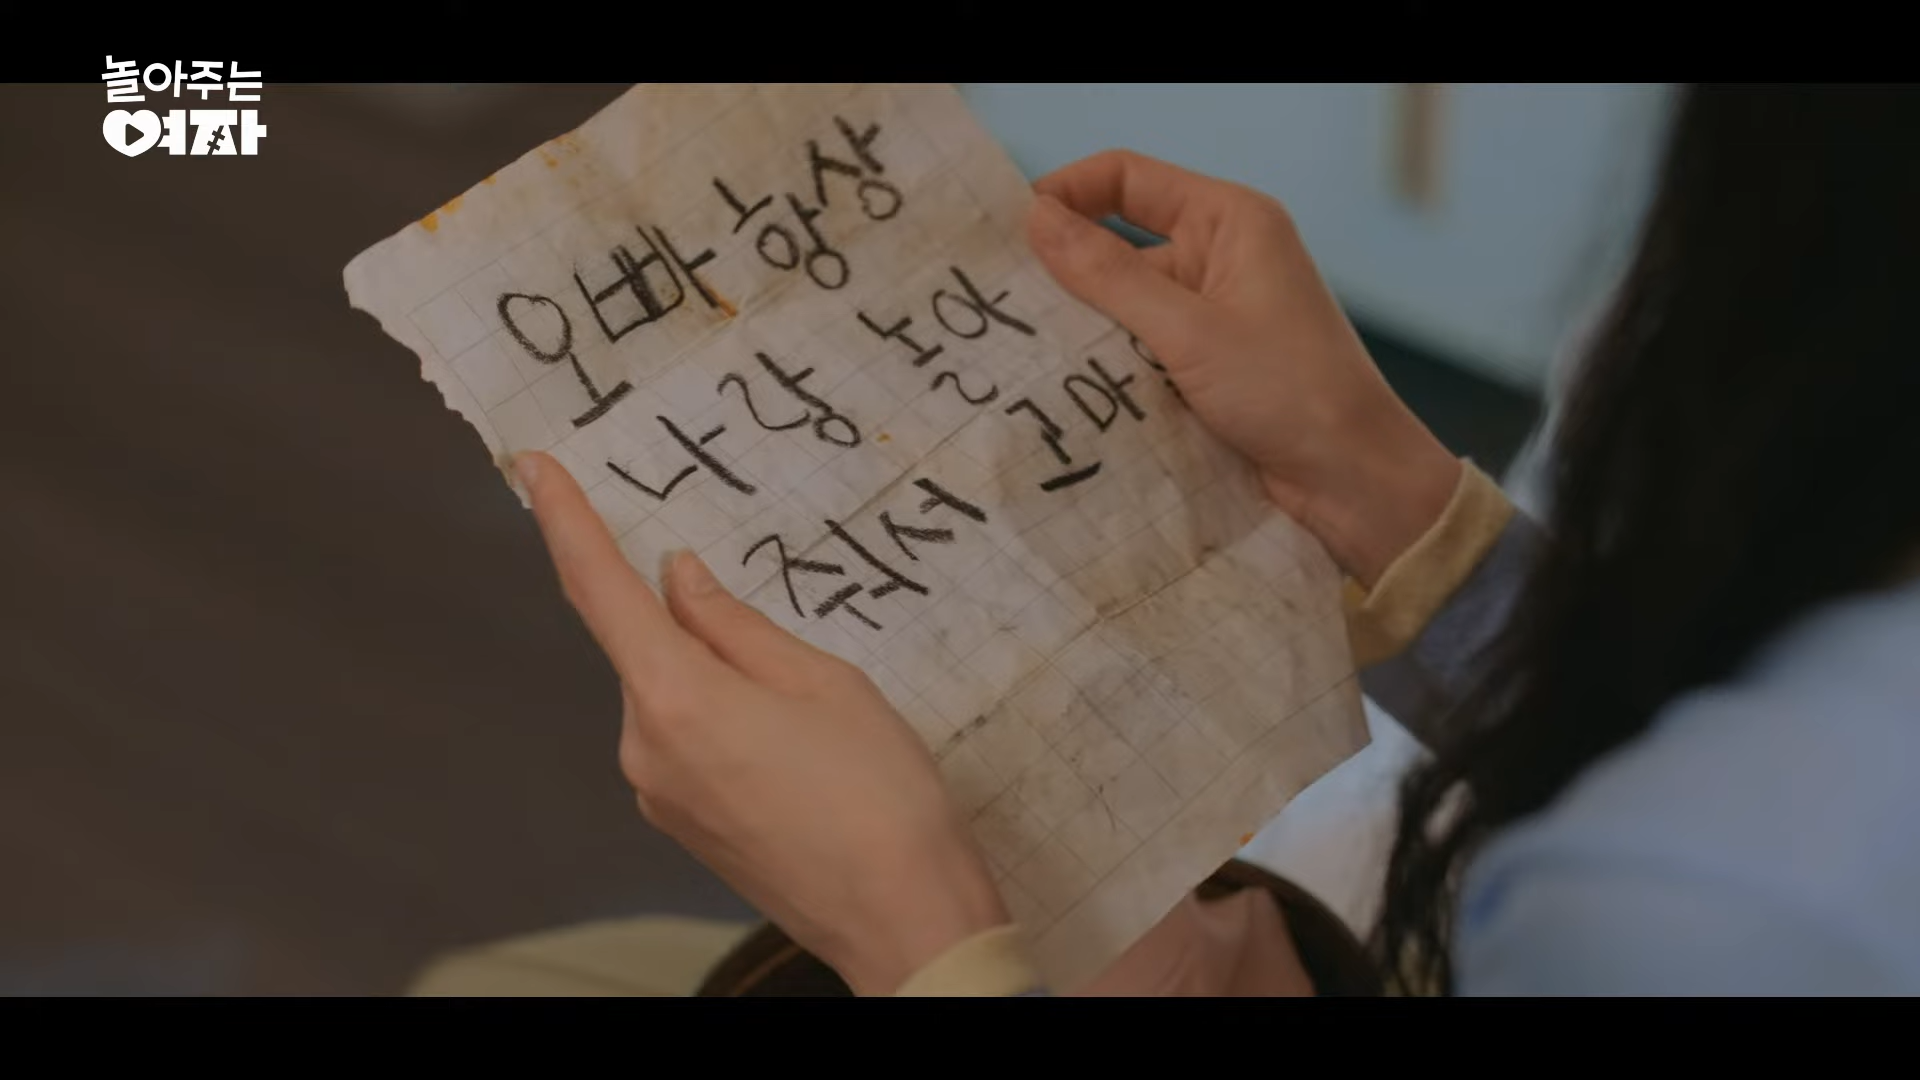 놀아주는
여자
오빠 항상
나랑 놀아
줘서 고마